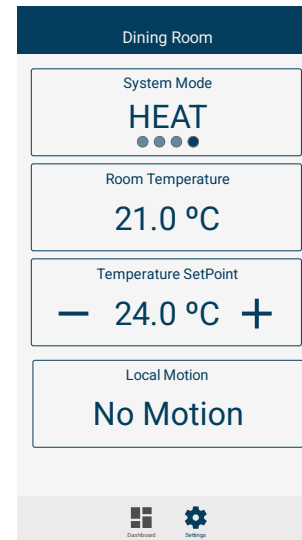 Dining Room
System Mode
HEAT
Room Temperature
21.0 ºC
Temperature SetPoint
24.0 ºC
Local Motion
No Motion
Dashboard Settings